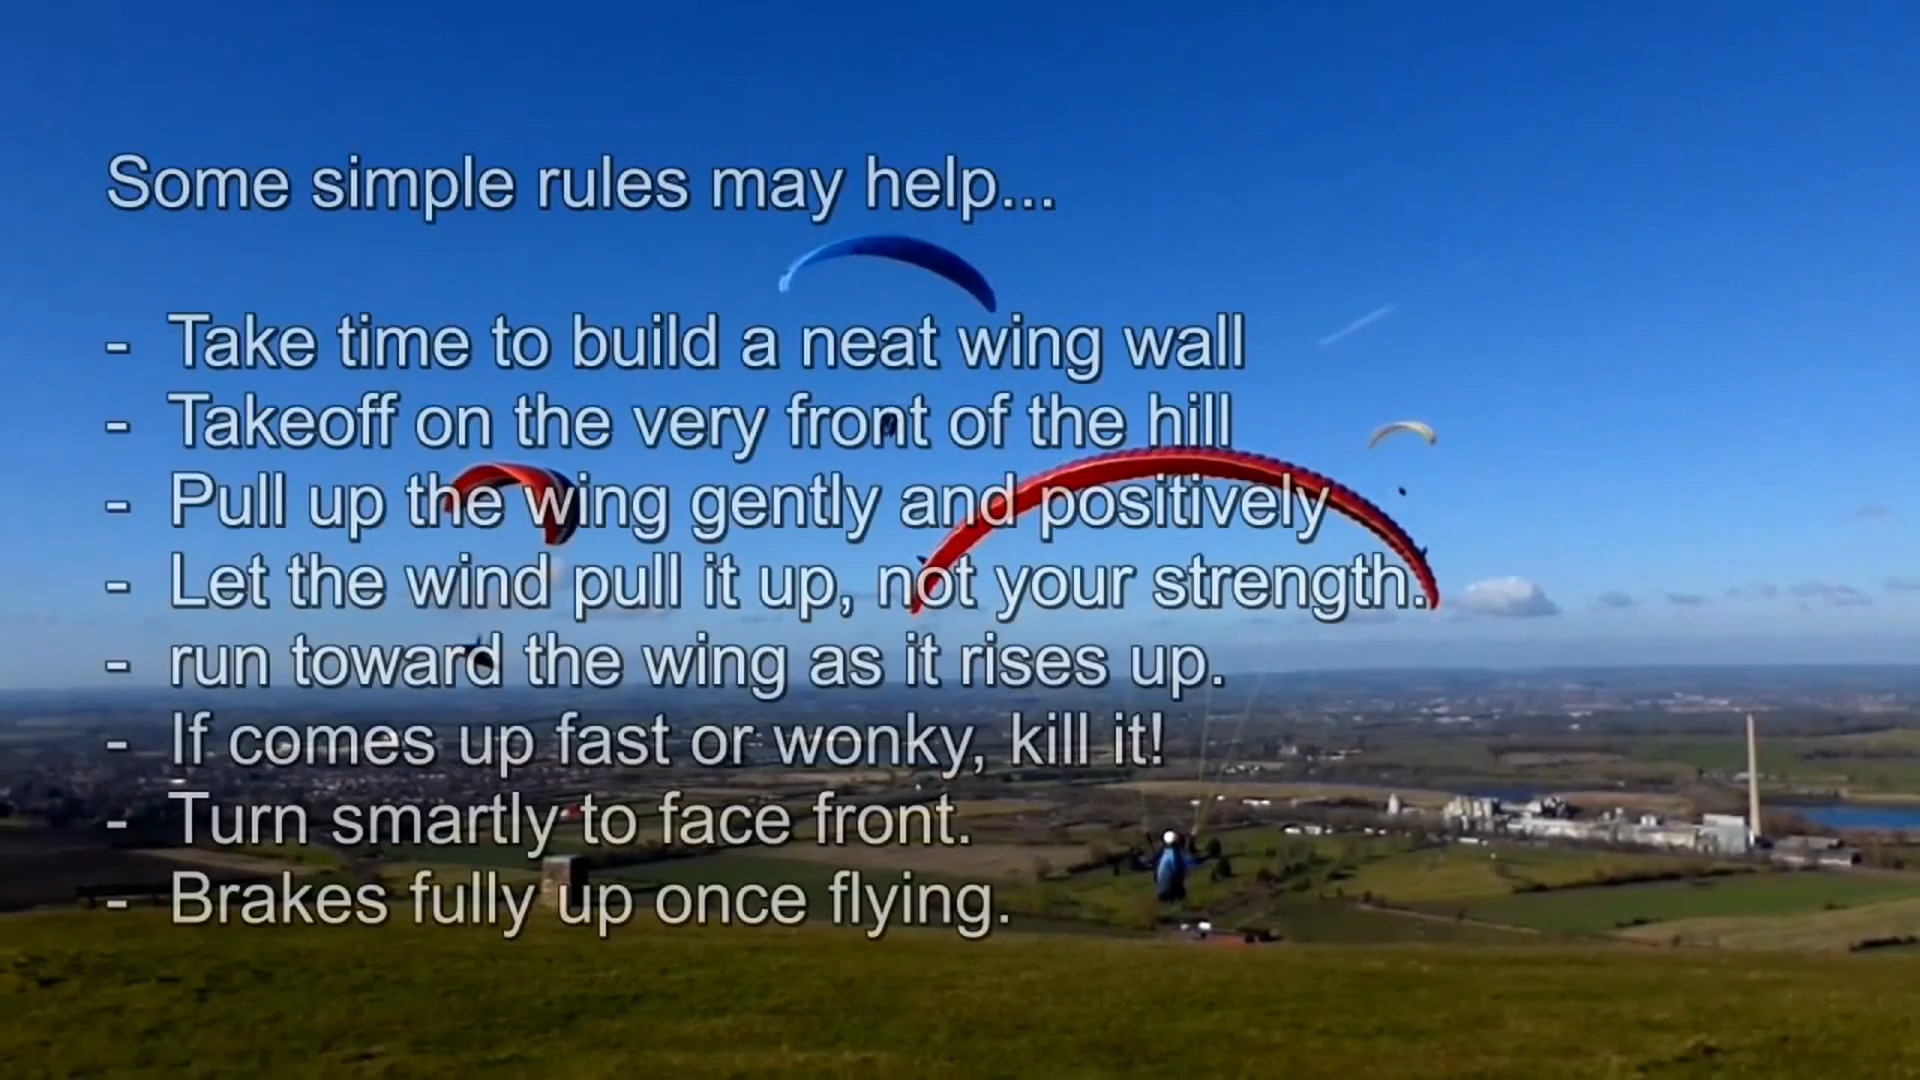 Some simple rules may help...
- Take time to build a neat wing wall
- Takeoff on the very front of the hill
- Pull up the wing gently and positively
- Let the wind pull it up, not your strength.
- run toward the wing as it rises up.
- If comes up fast or wonky, kill it!
- Turn smartly to face front.
- Brakes fully up once flying.